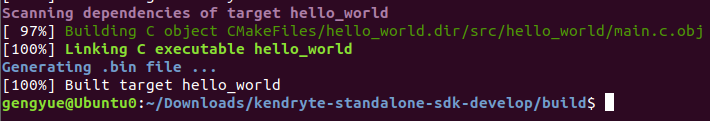 Scanning dependencies of target hello_world
[ 97%] Building C object CMakeFiles/hello_world.dir/src/hello_world/main.c.obj
[100%] Linking C executable hello_world
Generating .bin file ...
[100%] Built target hello_world
gengyue@Ubuntu0:~/Downloads/kendryte-standalone-sdk-develop/build$